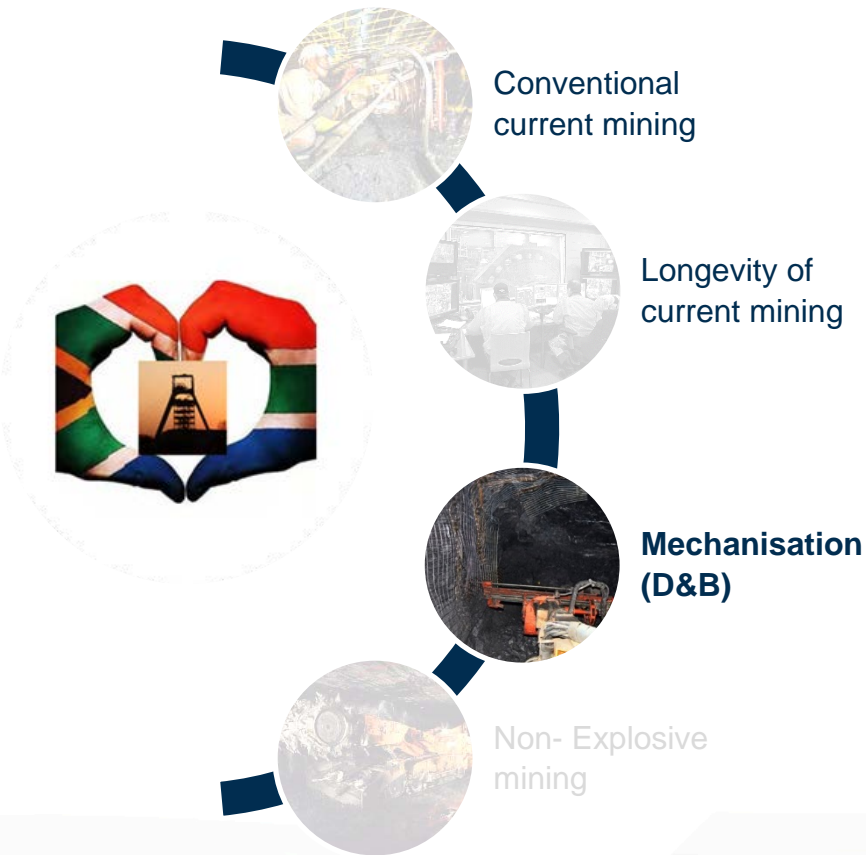 Conventional
current mining
Longevity of
current mining
Mechanisation
(D&B)
Non- Explosive
mining